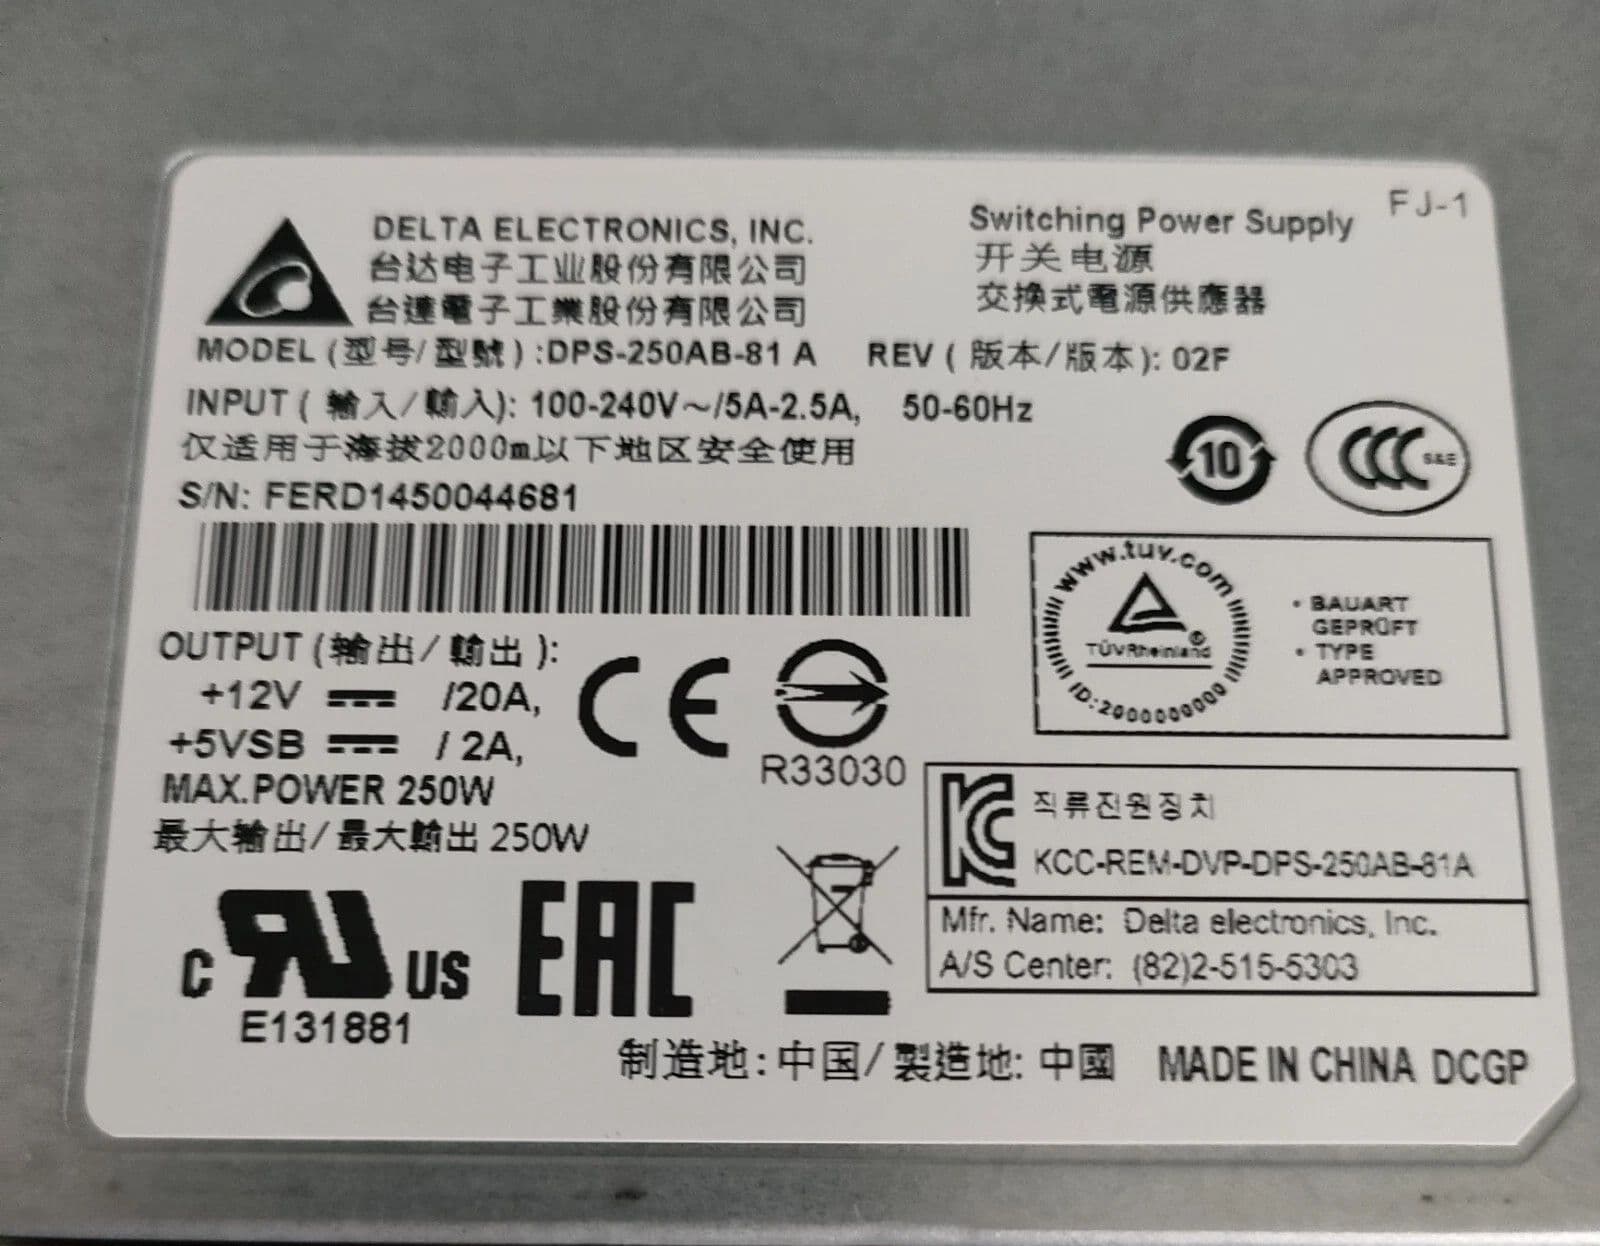 FJ-1
DELTA ELECTRONICS, INC.
台达电子工业股份有限公司
台達電子工業股份有限公司
Switching Power Supply
开关电源
交換式電源供應器
MODEL (型号/型號):DPS-250AB-81 A REV (版本/版本): 02F
INPUT (输入/輸入): 100-240V~/5A-2.5A, 50-60Hz
仅适用于海拔2000m以下地区安全使用
S/N: FERD1450044681
10
CCC S&E
www.tuv.com
TÜVRheinland ®
ID:2000000000
• BAUART
GEPRÜFT
• TYPE
APPROVED
OUTPUT (输出/輸出):
+12V ⎓ /20A,
+5VSB ⎓ / 2A,
MAX.POWER 250W
最大输出/最大輸出 250W
CE
R33030
직류전원장치
KCC-REM-DVP-DPS-250AB-81A
Mfr. Name: Delta electronics, Inc.
A/S Center: (82)2-515-5303
c RU US
E131881
EAC
制造地:中国/製造地: 中國 MADE IN CHINA DCGP